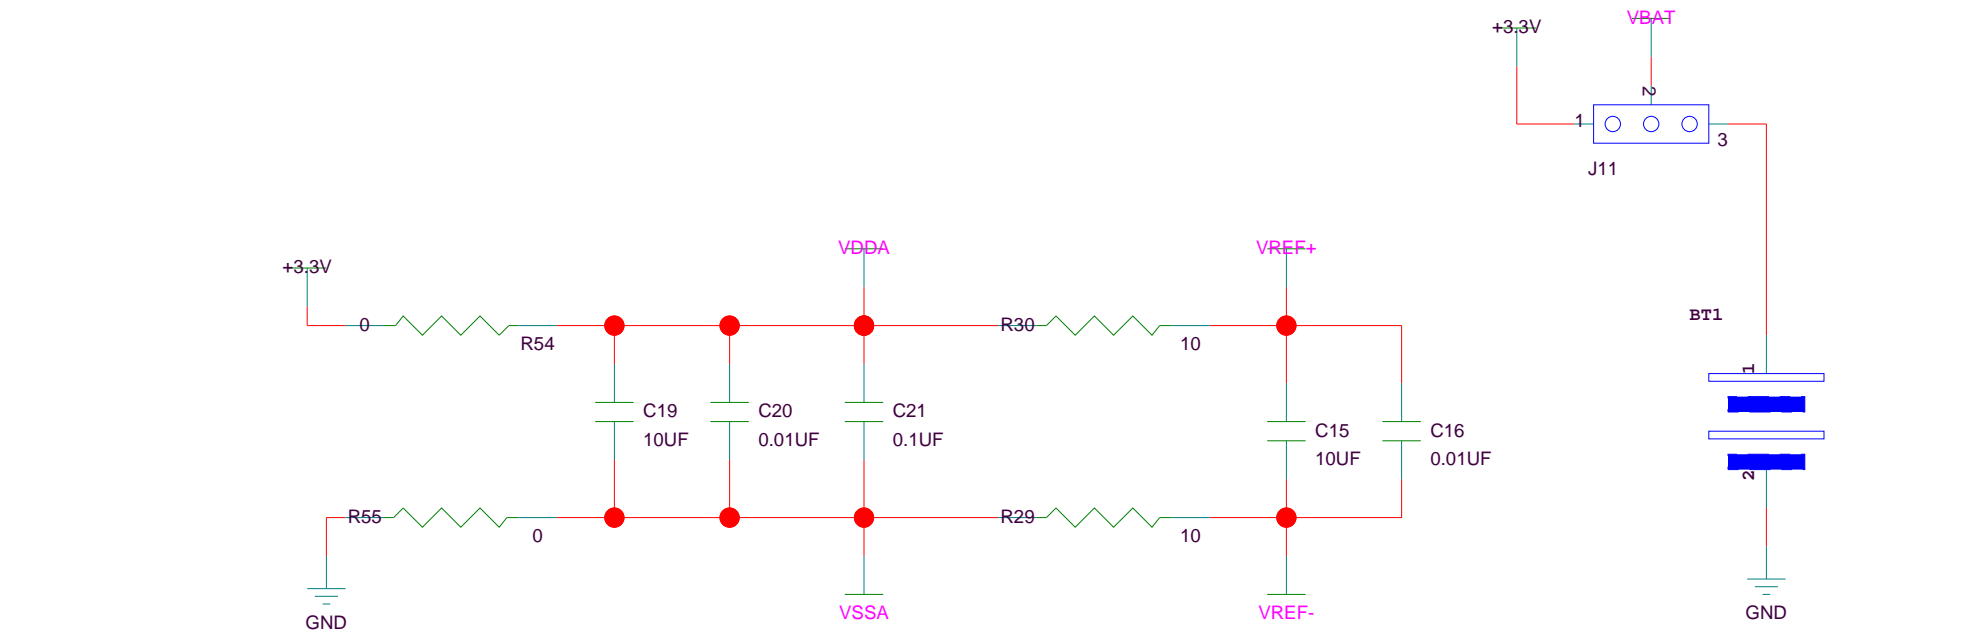 VBAT
+3.3V
2
1
3
J11
VDDA
VREF+
+3.3V
BT1
0
R54
R30
10
1
C19
10UF
C20
0.01UF
C21
0.1UF
C15
10UF
C16
0.01UF
2
R55
0
R29
10
GND
VSSA
VREF-
GND